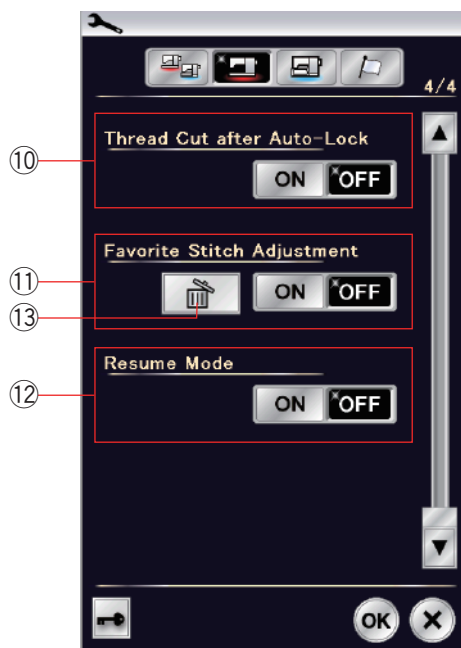 4/4
Thread Cut after Auto-Lock
⑩
ON OFF
Favorite Stitch Adjustment
⑪
ON OFF
⑬
Resume Mode
⑫
ON OFF
OK